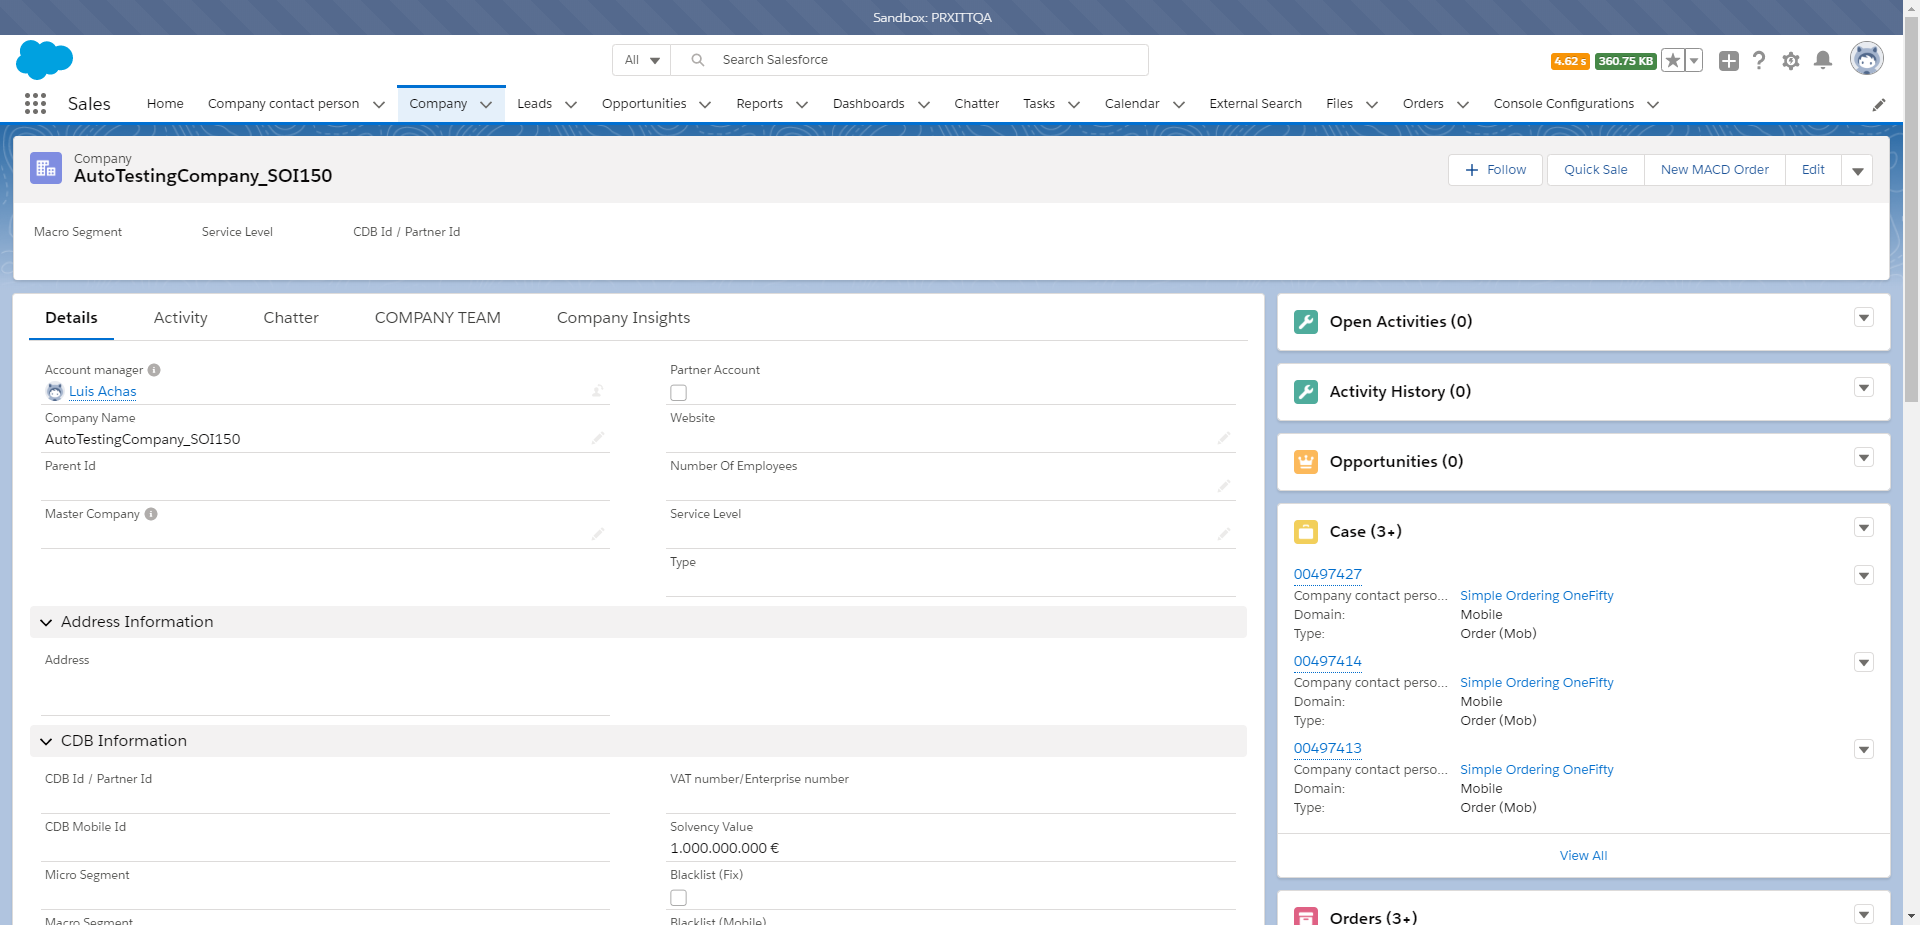 Sandbox: PRXITTQA
All
Search Salesforce
4.62 s
360.75 KB
Sales
Home
Company contact person
Company
Leads
Opportunities
Reports
Dashboards
Chatter
Tasks
Calendar
External Search
Files
Orders
Console Configurations
Company
AutoTestingCompany_SOI150
Follow
Quick Sale
New MACD Order
Edit
Macro Segment
Service Level
CDB Id / Partner Id
Details
Activity
Chatter
COMPANY TEAM
Company Insights
Account manager
Luis Achas
Partner Account
Company Name
AutoTestingCompany_SOI150
Website
Parent Id
Number Of Employees
Master Company
Service Level
Type
Address Information
Address
CDB Information
CDB Id / Partner Id
VAT number/Enterprise number
CDB Mobile Id
Solvency Value
1.000.000.000 €
Micro Segment
Blacklist (Fix)
Macro Segment
Blacklist (Mobile)
Open Activities (0)
Activity History (0)
Opportunities (0)
Case (3+)
00497427
Company contact perso... Simple Ordering OneFifty
Domain: Mobile
Type: Order (Mob)
00497414
Company contact perso... Simple Ordering OneFifty
Domain: Mobile
Type: Order (Mob)
00497413
Company contact perso... Simple Ordering OneFifty
Domain: Mobile
Type: Order (Mob)
View All
Orders (3+)